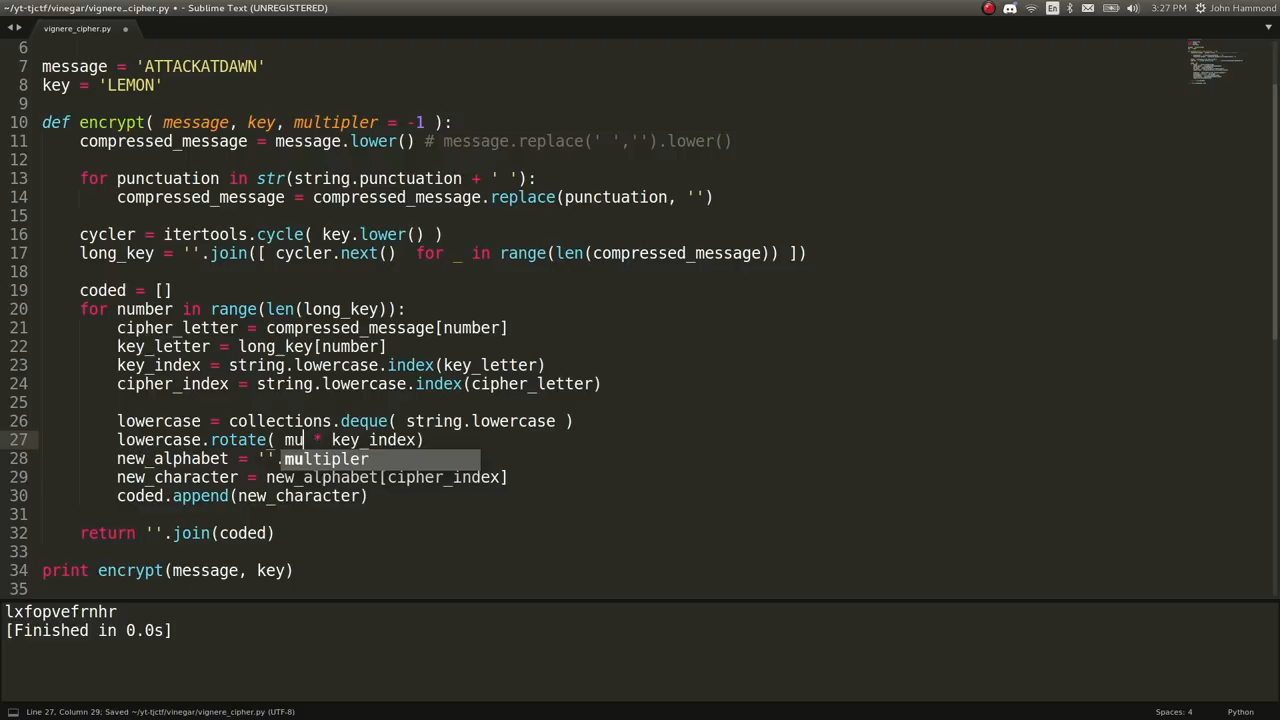 ~/yt-tjctf/vinegar/vignere_cipher.py • - Sublime Text (UNREGISTERED)
En
3:27 PM
John Hammond
vignere_cipher.py
6
7 message = 'ATTACKATDAWN'
8 key = 'LEMON'
9
10 def encrypt( message, key, multipler = -1 ):
11 compressed_message = message.lower() # message.replace(' ','').lower()
12
13 for punctuation in str(string.punctuation + ' '):
14 compressed_message = compressed_message.replace(punctuation, '')
15
16 cycler = itertools.cycle( key.lower() )
17 long_key = ''.join([ cycler.next()  for _ in range(len(compressed_message)) ])
18
19 coded = []
20 for number in range(len(long_key)):
21 cipher_letter = compressed_message[number]
22 key_letter = long_key[number]
23 key_index = string.lowercase.index(key_letter)
24 cipher_index = string.lowercase.index(cipher_letter)
25
26 lowercase = collections.deque( string.lowercase )
27 lowercase.rotate( mu * key_index)
28 new_alphabet = ''.
multipler
29 new_character = new_alphabet[cipher_index]
30 coded.append(new_character)
31
32 return ''.join(coded)
33
34 print encrypt(message, key)
35
lxfopvefrnhr
[Finished in 0.0s]
Line 27, Column 29; Saved ~/yt-tjctf/vinegar/vignere_cipher.py (UTF-8)
Spaces: 4
Python